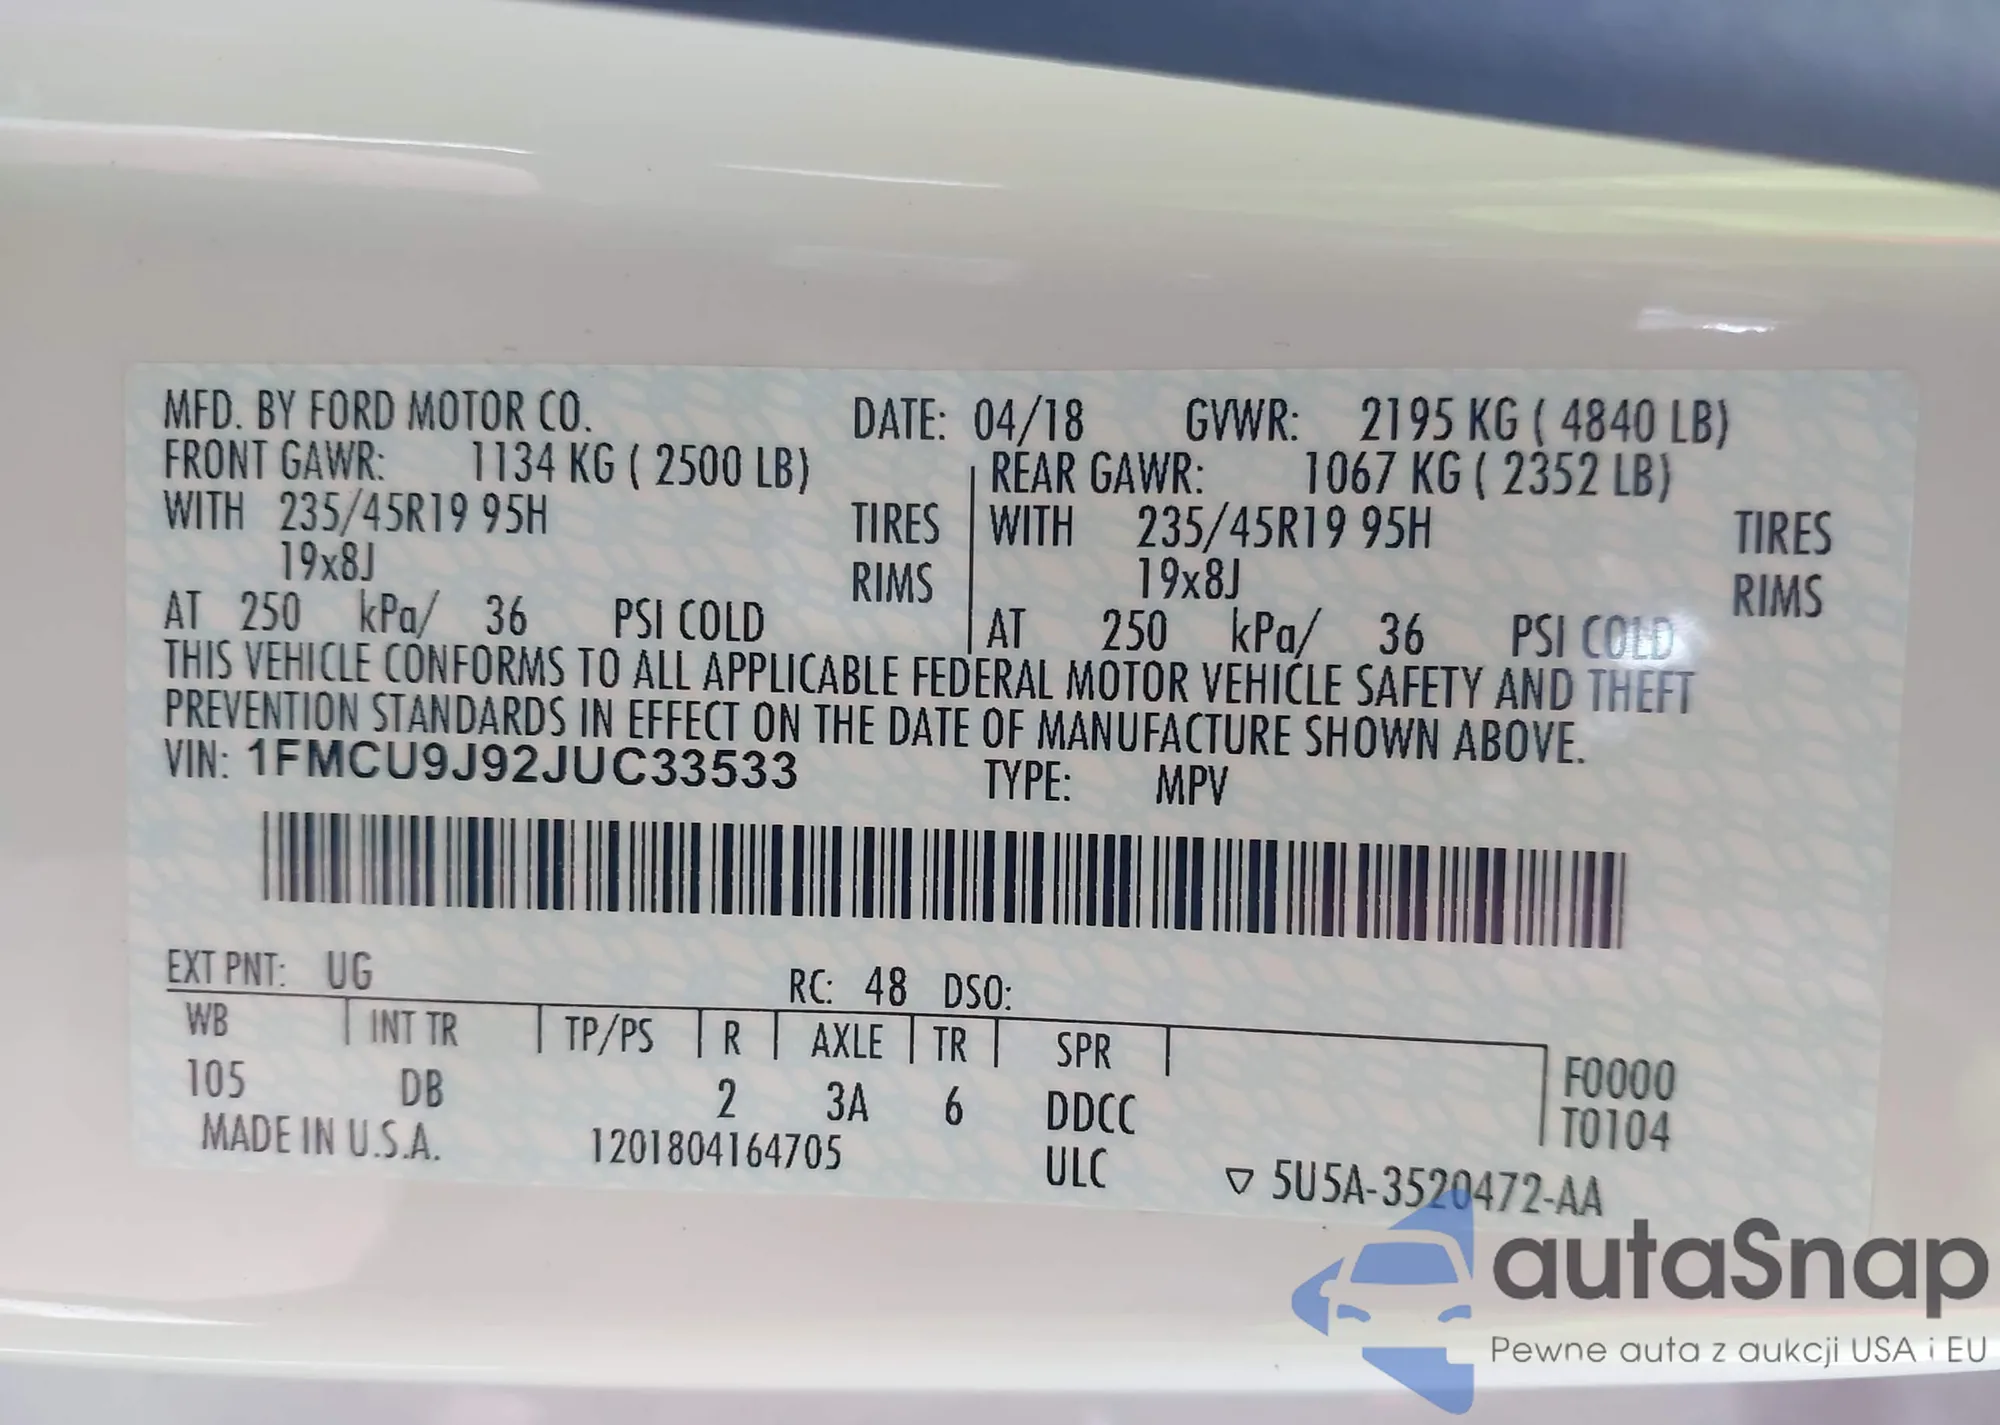 MFD. BY FORD MOTOR CO. DATE: 04/18 GVWR: 2195 KG ( 4840 LB)
FRONT GAWR: 1134 KG ( 2500 LB) REAR GAWR: 1067 KG ( 2352 LB)
WITH 235/45R19 95H TIRES WITH 235/45R19 95H TIRES
19x8J RIMS 19x8J RIMS
AT 250 kPa/ 36 PSI COLD AT 250 kPa/ 36 PSI COLD
THIS VEHICLE CONFORMS TO ALL APPLICABLE FEDERAL MOTOR VEHICLE SAFETY AND THEFT
PREVENTION STANDARDS IN EFFECT ON THE DATE OF MANUFACTURE SHOWN ABOVE.
VIN: 1FMCU9J92JUC33533 TYPE: MPV
EXT PNT: UG RC: 48 DSO:
WB INT TR TP/PS R AXLE TR SPR
105 DB 2 3A 6 DDCC F0000
T0104
MADE IN U.S.A. 1201804164705 ULC ▽ 5U5A-3520472-AA
autaSnap
Pewne auta z aukcji USA i EU